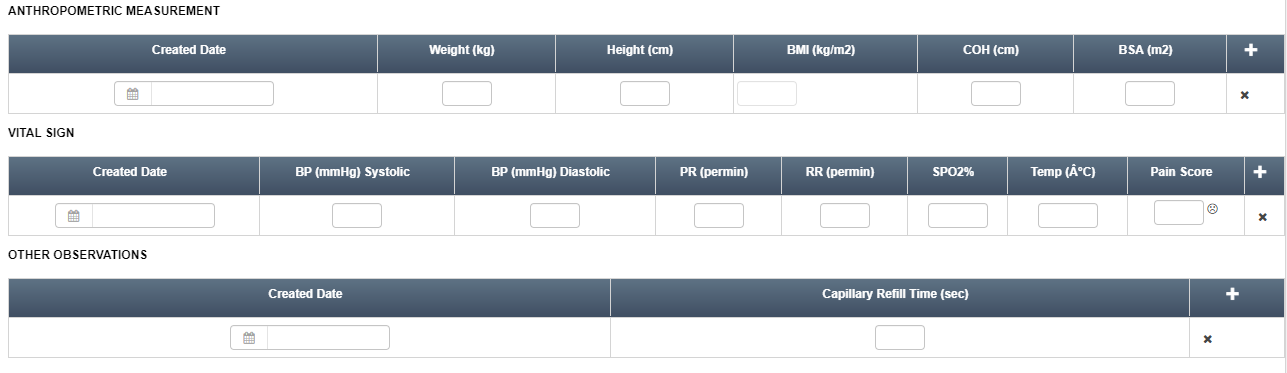 ANTHROPOMETRIC MEASUREMENT
Created Date Weight (kg) Height (cm) BMI (kg/m2) COH (cm) BSA (m2)
VITAL SIGN
Created Date BP (mmHg) Systolic BP (mmHg) Diastolic PR (permin) RR (permin) SPO2% Temp (Â°C) Pain Score
OTHER OBSERVATIONS
Created Date Capillary Refill Time (sec)